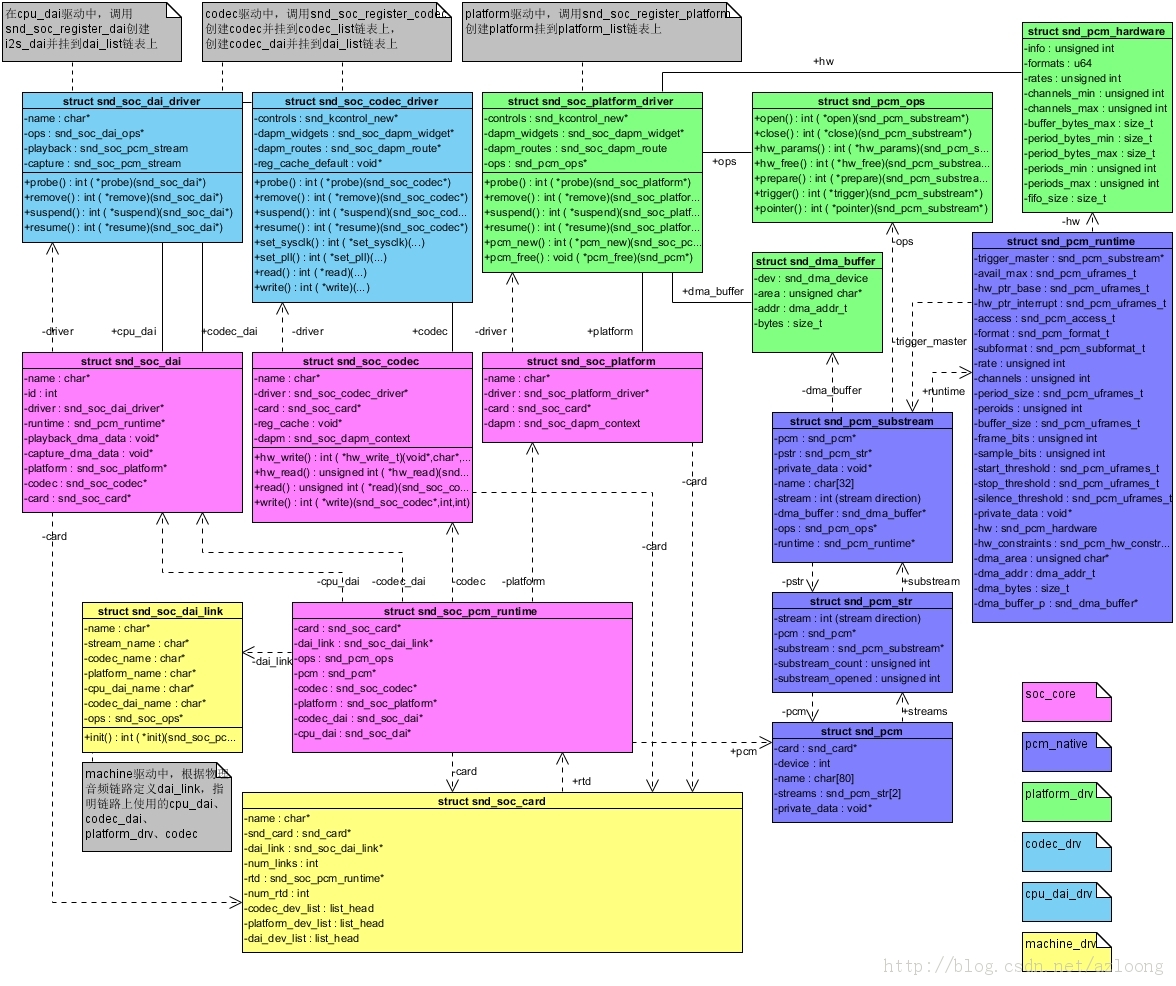 在cpu_dai驱动中，调用
snd_soc_register_dai创建
i2s_dai并挂到dai_list链表上
codec驱动中，调用snd_soc_register_codec
创建codec并挂到codec_list链表上，
创建codec_dai并挂到dai_list链表上
platform驱动中，调用snd_soc_register_platform
创建platform挂到platform_list链表上
+hw
struct snd_pcm_hardware
-info : unsigned int
-formats : u64
-rates : unsigned int
-channels_min : unsigned int
-channels_max : unsigned int
-buffer_bytes_max : size_t
-period_bytes_min : size_t
-period_bytes_max : size_t
-periods_min : unsigned int
-periods_max : unsigned int
-fifo_size : size_t
struct snd_soc_dai_driver
-name : char*
-ops : snd_soc_dai_ops*
-playback : snd_soc_pcm_stream
-capture : snd_soc_pcm_stream
+probe() : int ( *probe)(snd_soc_dai*)
+remove() : int ( *remove)(snd_soc_dai*)
+suspend() : int ( *suspend)(snd_soc_dai*)
+resume() : int ( *resume)(snd_soc_dai*)
struct snd_soc_codec_driver
-controls : snd_kcontrol_new*
-dapm_widgets : snd_soc_dapm_widget*
-dapm_routes : snd_soc_dapm_route*
-reg_cache_default : void*
+probe() : int ( *probe)(snd_soc_codec*)
+remove() : int ( *remove)(snd_soc_codec*)
+suspend() : int ( *suspend)(snd_soc_cod...
+resume() : int ( *resume)(snd_soc_codec*)
+set_sysclk() : int ( *set_sysclk)(...)
+set_pll() : int ( *set_pll)(...)
+read() : int ( *read)(...)
+write() : int ( *write)(...)
struct snd_soc_platform_driver
-controls : snd_kcontrol_new*
-dapm_widgets : snd_soc_dapm_widget*
-dapm_routes : snd_soc_dapm_route
-ops : snd_pcm_ops*
+probe() : int ( *probe)(snd_soc_platform*)
+remove() : int ( *remove)(snd_soc_platfor...
+suspend() : int ( *suspend)(snd_soc_platf...
+resume() : int ( *resume)(snd_soc_platfor...
+pcm_new() : int ( *pcm_new)(snd_soc_pc...
+pcm_free() : void ( *pcm_free)(snd_pcm*)
+ops
struct snd_pcm_ops
+open() : int ( *open)(snd_pcm_substream*)
+close() : int ( *close)(snd_pcm_substream*)
+hw_params() : int ( *hw_params)(snd_pcm_s...
+hw_free() : int ( *hw_free)(snd_pcm_substrea...
+prepare() : int ( *prepare)(snd_pcm_substrea...
+trigger() : int ( *trigger)(snd_pcm_substream*)
+pointer() : int ( *pointer)(snd_pcm_substream*)
-hw
-ops
struct snd_dma_buffer
-dev : snd_dma_device
-area : unsigned char*
-addr : dma_addr_t
-bytes : size_t
+dma_buffer
struct snd_pcm_runtime
-trigger_master : snd_pcm_substream*
-avail_max : snd_pcm_uframes_t
-hw_ptr_base : snd_pcm_uframes_t
-hw_ptr_interrupt : snd_pcm_uframes_t
-access : snd_pcm_access_t
-format : snd_pcm_format_t
-subformat : snd_pcm_subformat_t
-rate : unsigned int
-channels : unsigned int
-period_size : snd_pcm_uframes_t
-peroids : unsigned int
-buffer_size : snd_pcm_uframes_t
-frame_bits : unsigned int
-sample_bits : unsigned int
-start_threshold : snd_pcm_uframes_t
-stop_threshold : snd_pcm_uframes_t
-silence_threshold : snd_pcm_uframes_t
-private_data : void*
-hw : snd_pcm_hardware
-hw_constraints : snd_pcm_hw_constr...
-dma_area : unsigned char*
-dma_addr : dma_addr_t
-dma_bytes : size_t
-dma_buffer_p : snd_dma_buffer*
-driver
+cpu_dai
+codec_dai
-driver
+codec
-driver
+platform
-trigger_master
-dma_buffer
+runtime
struct snd_soc_dai
-name : char*
-id : int
-driver : snd_soc_dai_driver*
-runtime : snd_pcm_runtime*
-playback_dma_data : void*
-capture_dma_data : void*
-platform : snd_soc_platform*
-codec : snd_soc_codec*
-card : snd_soc_card*
struct snd_soc_codec
-name : char*
-driver : snd_soc_codec_driver*
-card : snd_soc_card*
-reg_cache : void*
-dapm : snd_soc_dapm_context
+hw_write() : int ( *hw_write_t)(void*,char*,...
+hw_read() : unsigned int ( *hw_read)(snd...
+read() : unsigned int ( *read)(snd_soc_co...
+write() : int ( *write)(snd_soc_codec*,int,int)
struct snd_soc_platform
-name : char*
-driver : snd_soc_platform_driver*
-card : snd_soc_card*
-dapm : snd_soc_dapm_context
struct snd_pcm_substream
-pcm : snd_pcm*
-pstr : snd_pcm_str*
-private_data : void*
-name : char[32]
-stream : int (stream direction)
-dma_buffer : snd_dma_buffer*
-ops : snd_pcm_ops*
-runtime : snd_pcm_runtime*
-card
-card
-card
-cpu_dai
-codec_dai
-codec
-platform
-pstr
+substream
struct snd_pcm_str
-stream : int (stream direction)
-pcm : snd_pcm*
-substream : snd_pcm_substream*
-substream_count : unsigned int
-substream_opened : unsigned int
-pcm
+streams
struct snd_soc_dai_link
-name : char*
-stream_name : char*
-codec_name : char*
-platform_name : char*
-cpu_dai_name : char*
-codec_dai_name : char*
-ops : snd_soc_ops*
+init() : int ( *init)(snd_soc_pc...
-dai_link
struct snd_soc_pcm_runtime
-card : snd_soc_card*
-dai_link : snd_soc_dai_link*
-ops : snd_pcm_ops
-pcm : snd_pcm*
-codec : snd_soc_codec*
-platform : snd_soc_platform*
-codec_dai : snd_soc_dai*
-cpu_dai : snd_soc_dai*
+pcm
struct snd_pcm
-card : snd_card*
-device : int
-name : char[80]
-streams : snd_pcm_str[2]
-private_data : void*
machine驱动中，根据物理
音频链路定义dai_link，指
明链路上使用的cpu_dai、
codec_dai、
platform_drv、codec
-card
+rtd
struct snd_soc_card
-name : char*
-snd_card : snd_card*
-dai_link : snd_soc_dai_link*
-num_links : int
-rtd : snd_soc_pcm_runtime*
-num_rtd : int
-codec_dev_list : list_head
-platform_dev_list : list_head
-dai_dev_list : list_head
soc_core
pcm_native
platform_drv
codec_drv
cpu_dai_drv
machine_drv
http://blog.csdn.net/azloong